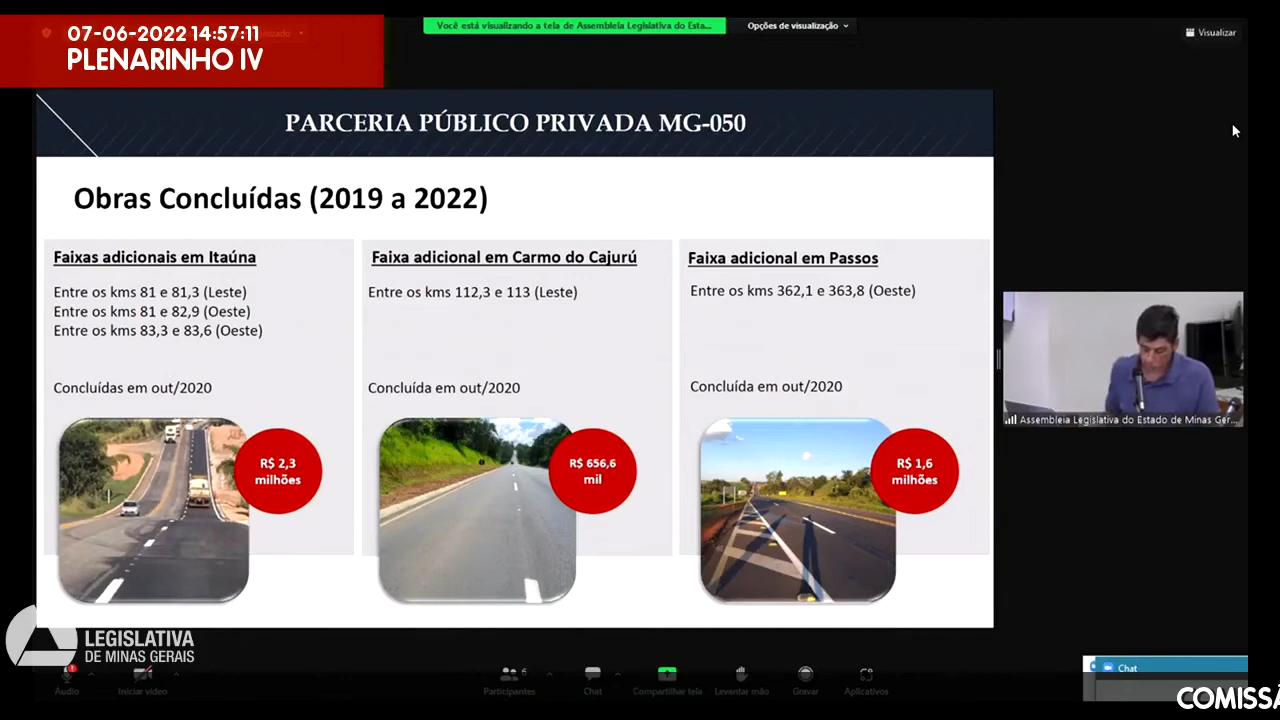 07-06-2022 14:57:11
PLENARINHO IV
Você está visualizando a tela de Assembleia Legislativa do Esta...
Opções de visualização
Visualizar
PARCERIA PÚBLICO PRIVADA MG-050
Obras Concluídas (2019 a 2022)
Faixas adicionais em Itaúna
Entre os kms 81 e 81,3 (Leste)
Entre os kms 81 e 82,9 (Oeste)
Entre os kms 83,3 e 83,6 (Oeste)
Concluídas em out/2020
R$ 2,3
milhões
Faixa adicional em Carmo do Cajurú
Entre os kms 112,3 e 113 (Leste)
Concluída em out/2020
R$ 656,6
mil
Faixa adicional em Passos
Entre os kms 362,1 e 363,8 (Oeste)
Concluída em out/2020
R$ 1,6
milhões
Assembleia Legislativa do Estado de Minas Ger...
LEGISLATIVA
DE MINAS GERAIS
Áudio
Iniciar vídeo
Participantes
6
Chat
Compartilhar tela
Levantar mão
Gravar
Aplicativos
Chat
COMISSÃ